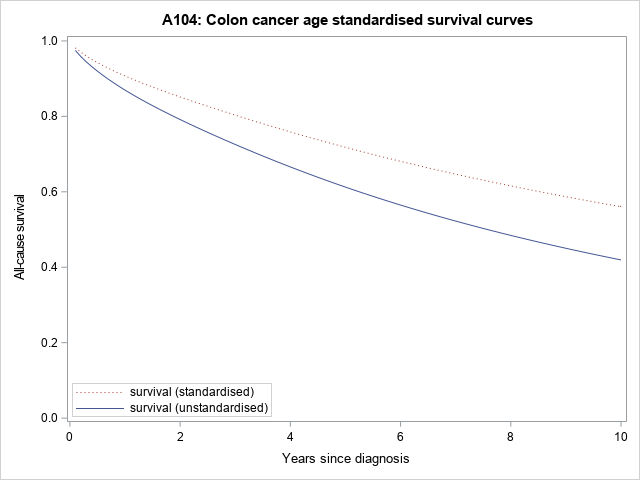 A104: Colon cancer age standardised survival curves
1.0
0.8
0.6
0.4
0.2
0.0
All-cause survival
survival (standardised)
survival (unstandardised)
0 2 4 6 8 10
Years since diagnosis